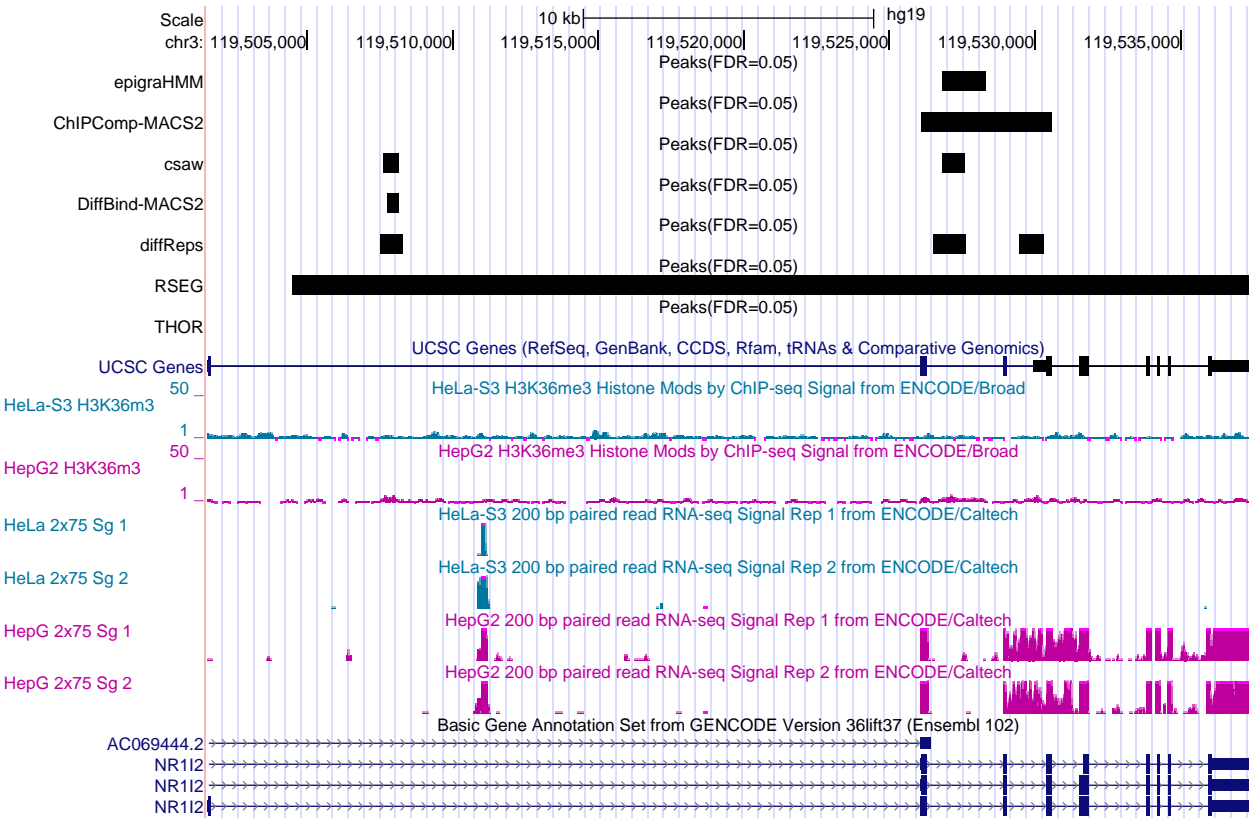 Scale 10 kb hg19
chr3: 119,505,000 119,510,000 119,515,000 119,520,000 119,525,000 119,530,000 119,535,000
Peaks(FDR=0.05)
epigraHMM
Peaks(FDR=0.05)
ChIPComp-MACS2
Peaks(FDR=0.05)
csaw
Peaks(FDR=0.05)
DiffBind-MACS2
Peaks(FDR=0.05)
diffReps
Peaks(FDR=0.05)
RSEG
Peaks(FDR=0.05)
THOR
UCSC Genes (RefSeq, GenBank, CCDS, Rfam, tRNAs & Comparative Genomics)
UCSC Genes
50 _ HeLa-S3 H3K36me3 Histone Mods by ChIP-seq Signal from ENCODE/Broad
HeLa-S3 H3K36m3
1 _
50 _ HepG2 H3K36me3 Histone Mods by ChIP-seq Signal from ENCODE/Broad
HepG2 H3K36m3
1 _
HeLa-S3 200 bp paired read RNA-seq Signal Rep 1 from ENCODE/Caltech
HeLa 2x75 Sg 1
HeLa-S3 200 bp paired read RNA-seq Signal Rep 2 from ENCODE/Caltech
HeLa 2x75 Sg 2
HepG2 200 bp paired read RNA-seq Signal Rep 1 from ENCODE/Caltech
HepG 2x75 Sg 1
HepG2 200 bp paired read RNA-seq Signal Rep 2 from ENCODE/Caltech
HepG 2x75 Sg 2
Basic Gene Annotation Set from GENCODE Version 36lift37 (Ensembl 102)
AC069444.2
NR1I2
NR1I2
NR1I2